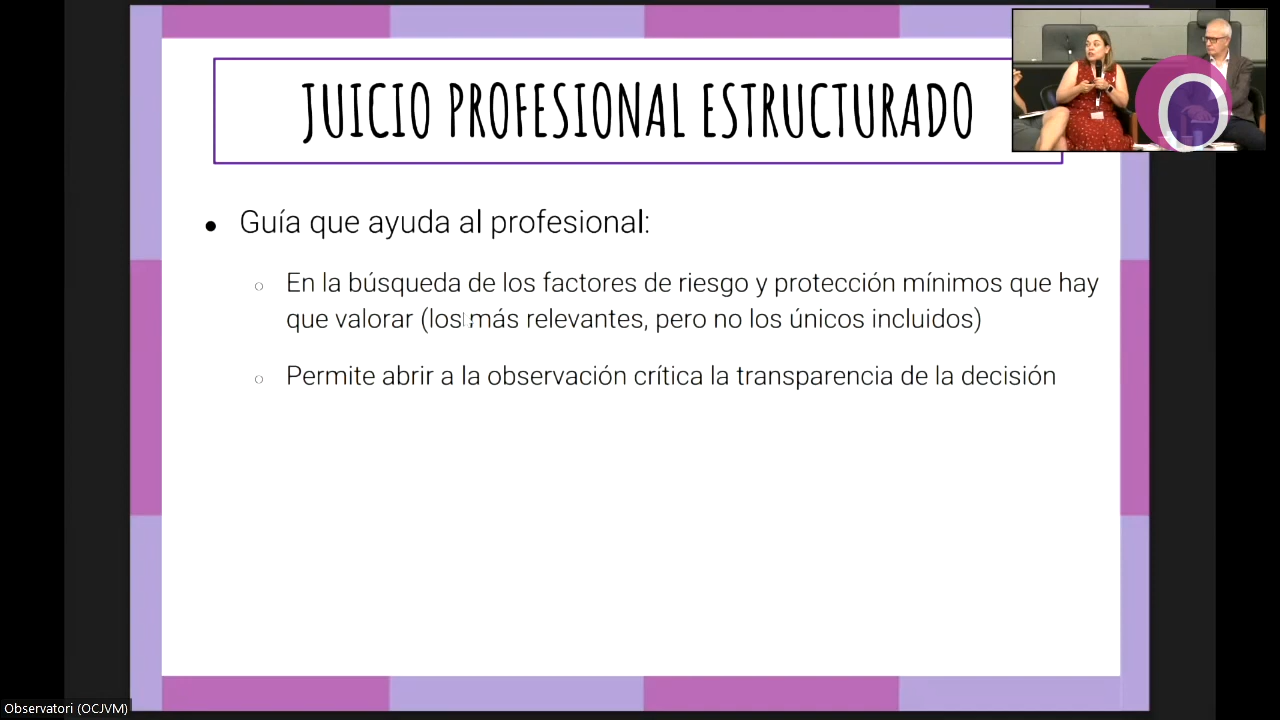 JUICIO PROFESIONAL ESTRUCTURADO
● Guía que ayuda al profesional:
○ En la búsqueda de los factores de riesgo y protección mínimos que hay
que valorar (los más relevantes, pero no los únicos incluidos)
○ Permite abrir a la observación crítica la transparencia de la decisión
Observatori (OCJVM)